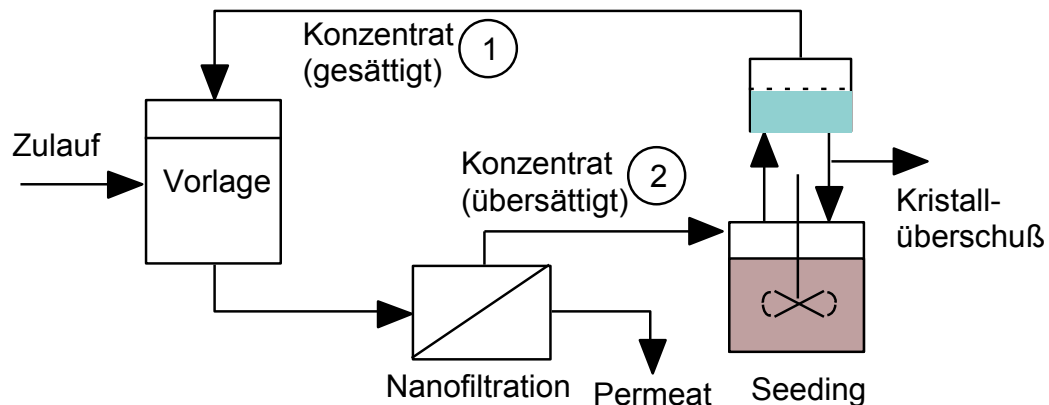 Konzentrat
(gesättigt)
1
Zulauf
Vorlage
Konzentrat
(übersättigt)
2
Kristall-
überschuß
Nanofiltration
Permeat
Seeding